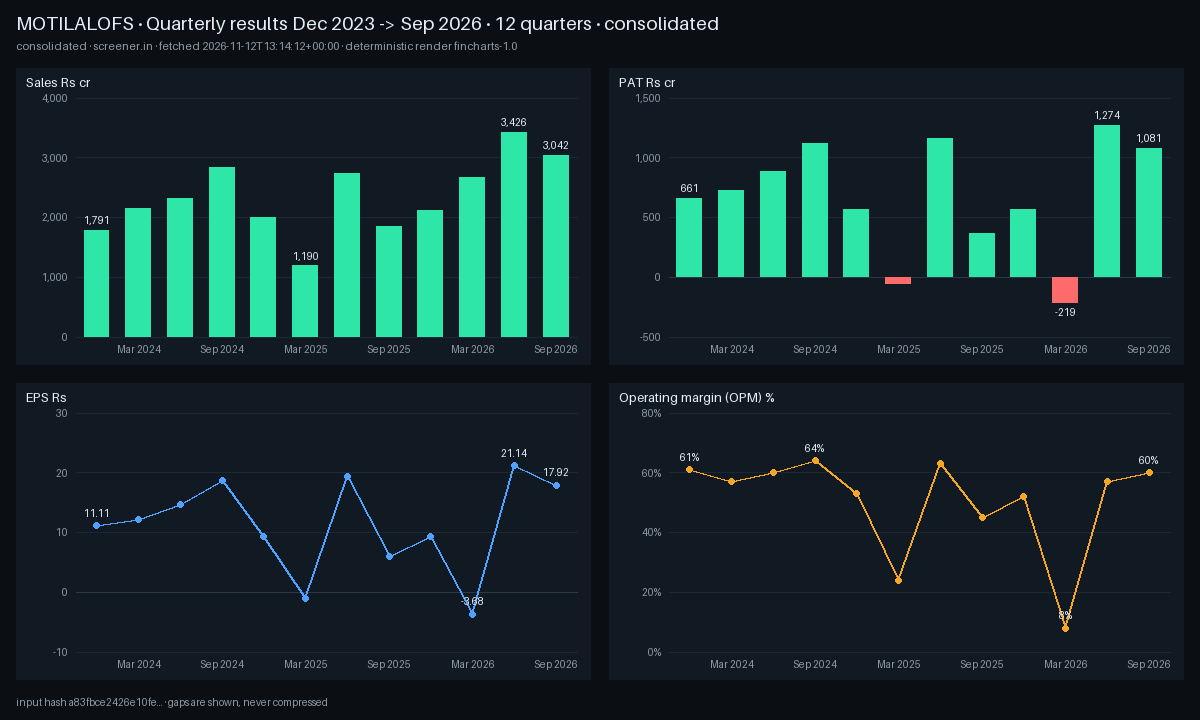 MOTILALOFS · Quarterly results Dec 2023 -> Sep 2026 · 12 quarters · consolidated
consolidated · screener.in · fetched 2026-11-12T13:14:12+00:00 · deterministic render fincharts-1.0
Sales Rs cr
4,000
3,000
2,000
1,000
0
1,791
1,190
3,426
3,042
Mar 2024
Sep 2024
Mar 2025
Sep 2025
Mar 2026
Sep 2026
PAT Rs cr
1,500
1,000
500
0
-500
661
-219
1,274
1,081
Mar 2024
Sep 2024
Mar 2025
Sep 2025
Mar 2026
Sep 2026
EPS Rs
30
20
10
0
-10
11.11
-3.68
21.14
17.92
Mar 2024
Sep 2024
Mar 2025
Sep 2025
Mar 2026
Sep 2026
Operating margin (OPM) %
80%
60%
40%
20%
0%
61%
64%
8%
60%
Mar 2024
Sep 2024
Mar 2025
Sep 2025
Mar 2026
Sep 2026
input hash a83fbce2426e10fe… · gaps are shown, never compressed